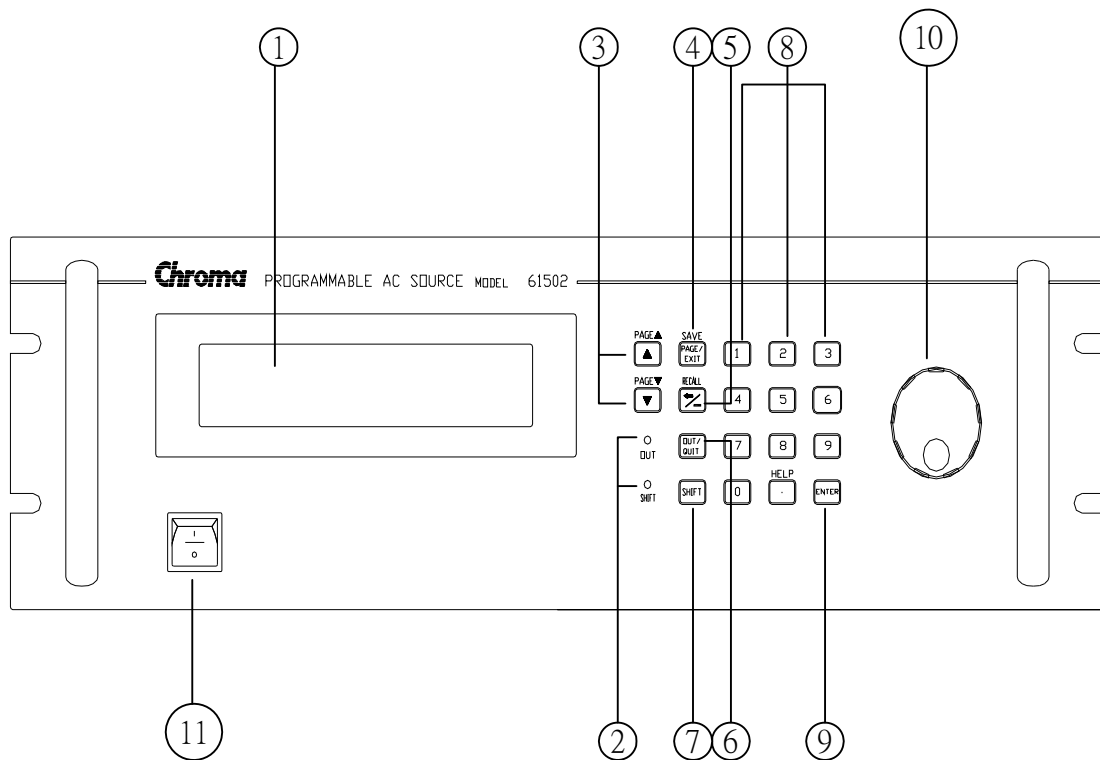 1 3 4 5 8 10
Chroma PROGRAMMABLE AC SOURCE MODEL 61502
PAGE▲ SAVE
▲ PAGE/ EXIT 1 2 3
PAGE▼ RECALL
▼ ←/− 4 5 6
OUT OUT/ QUIT 7 8 9
HELP
SHIFT SHIFT 0 . ENTER
I
0
11 2 7 6 9